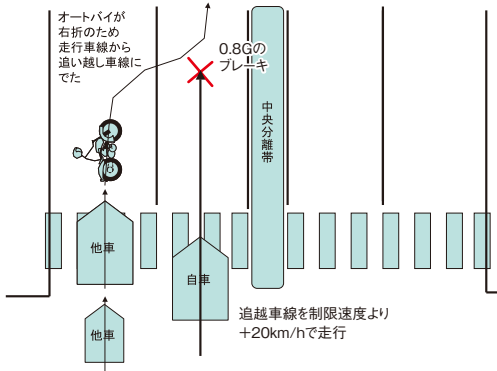 オートバイが
右折のため
走行車線から
追い越し車線に
でた
0.8Gの
ブレーキ
中央分離帯
他車
自車
追越車線を制限速度より
+20km/hで走行
他車